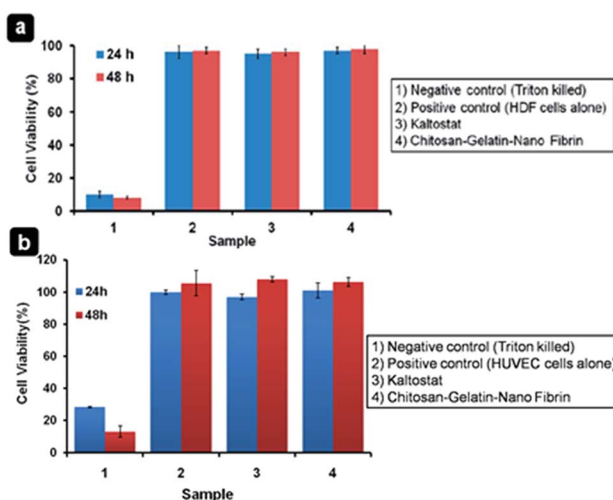 a
100
80
60
40
20
0
Cell Viability (%)
24 h
48 h
1 2 3 4
Sample
1) Negative control (Triton killed)
2) Positive control (HDF cells alone)
3) Kaltostat
4) Chitosan-Gelatin-Nano Fibrin
b
120
100
80
60
40
20
0
Cell Viability(%)
24h
48h
1 2 3 4
Sample
1) Negative control (Triton killed)
2) Positive control (HUVEC cells alone)
3) Kaltostat
4) Chitosan-Gelatin-Nano Fibrin